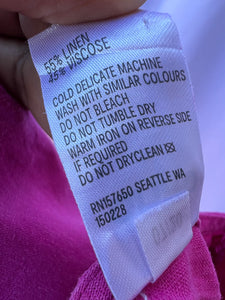 55% LINEN
45% VISCOSE
COLD DELICATE MACHINE
WASH WITH SIMILAR COLOURS
DO NOT BLEACH
DO NOT TUMBLE DRY
WARM IRON ON REVERSE SIDE
IF REQUIRED
DO NOT DRYCLEAN
RN157650 SEATTLE WA
150228